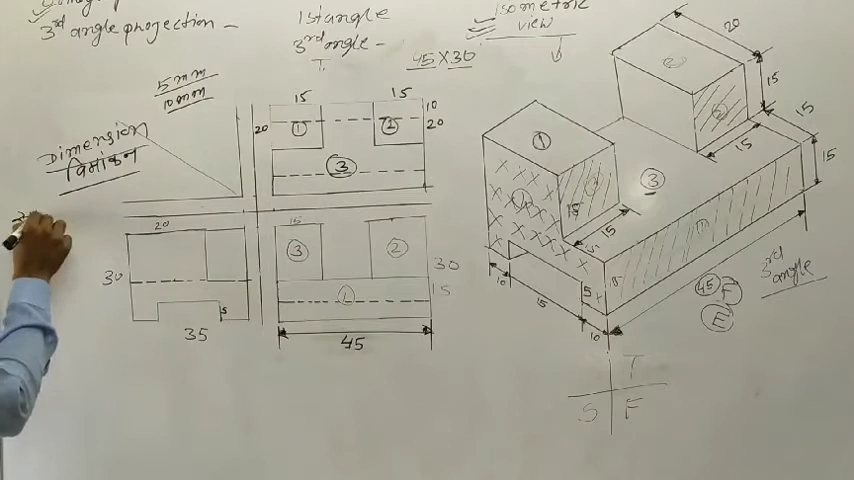 3rd angle projection -
1st angle
3rd angle -
T.
45 X 30
Isometric
view
5mm
10mm
Dimension
विमांकन
15
15
20
10
20
1
2
3
20
30
5
35
15
3
2
1
30
15
45
20
15
15
15
15
1
2
3
15
15
15
10
15
5
10
45
F
E
3rd
angle
T
S
F